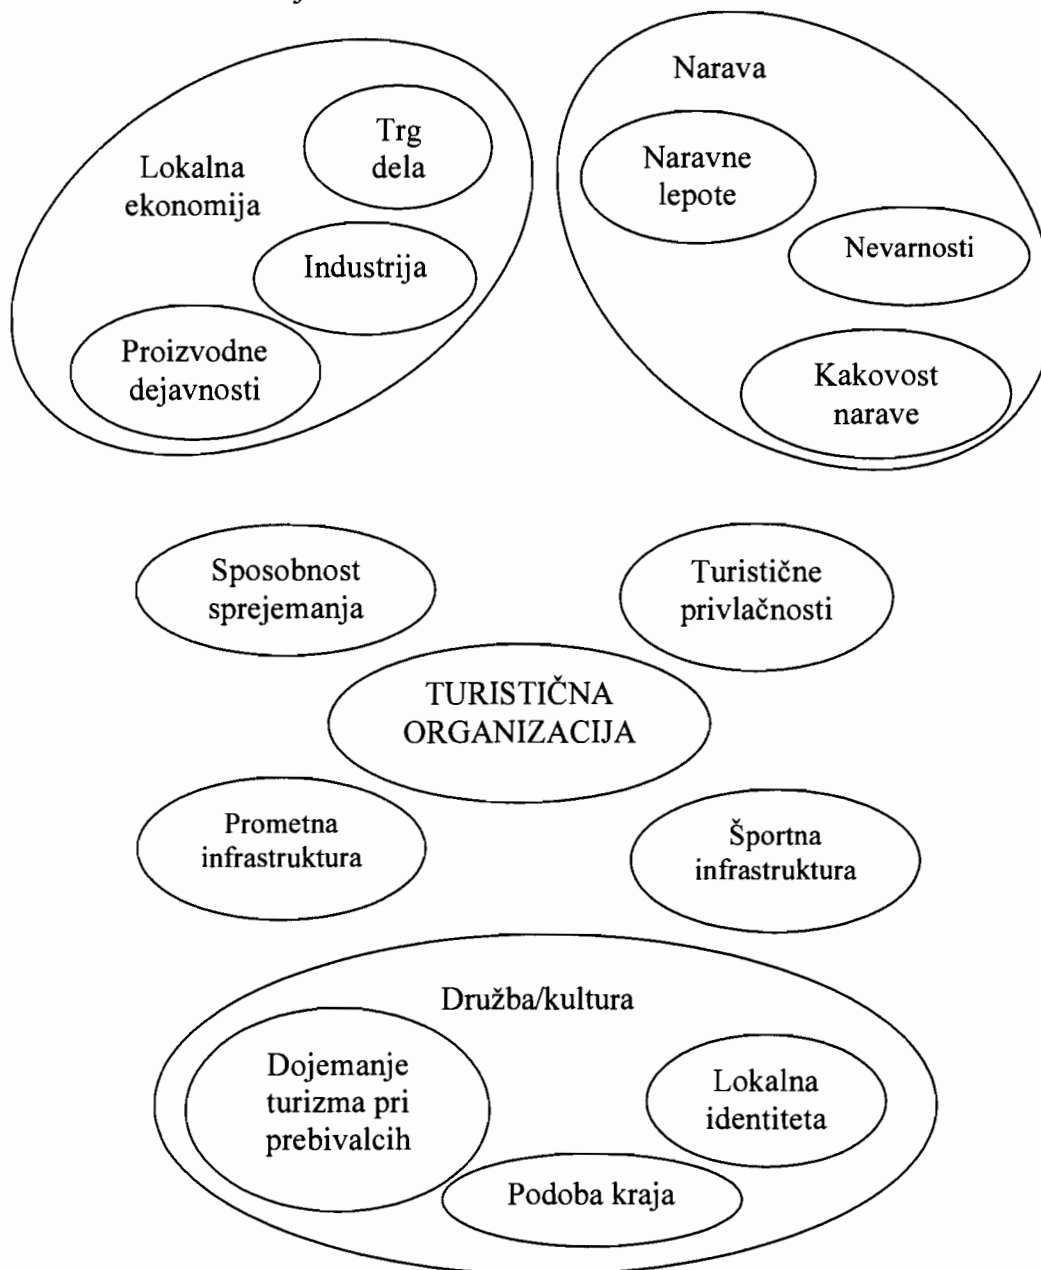 Narava
Trg
dela
Lokalna
ekonomija
Naravne
lepote
Industrija
Nevarnosti
Proizvodne
dejavnosti
Kakovost
narave
Sposobnost
sprejemanja
Turistične
privlačnosti
TURISTIČNA
ORGANIZACIJA
Prometna
infrastruktura
Športna
infrastruktura
Družba/kultura
Dojemanje
turizma pri
prebivalcih
Lokalna
identiteta
Podoba kraja